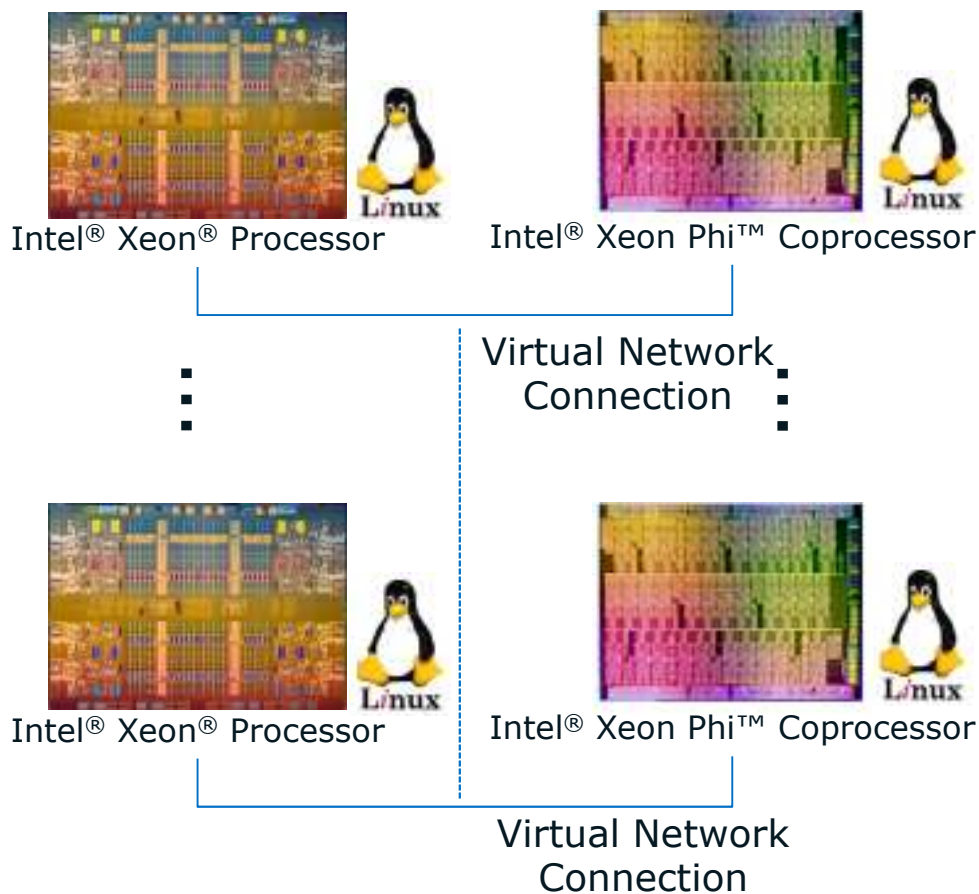 Linux
Linux
Intel® Xeon® Processor
Intel® Xeon Phi™ Coprocessor
Virtual Network
Connection
Linux
Linux
Intel® Xeon® Processor
Intel® Xeon Phi™ Coprocessor
Virtual Network
Connection